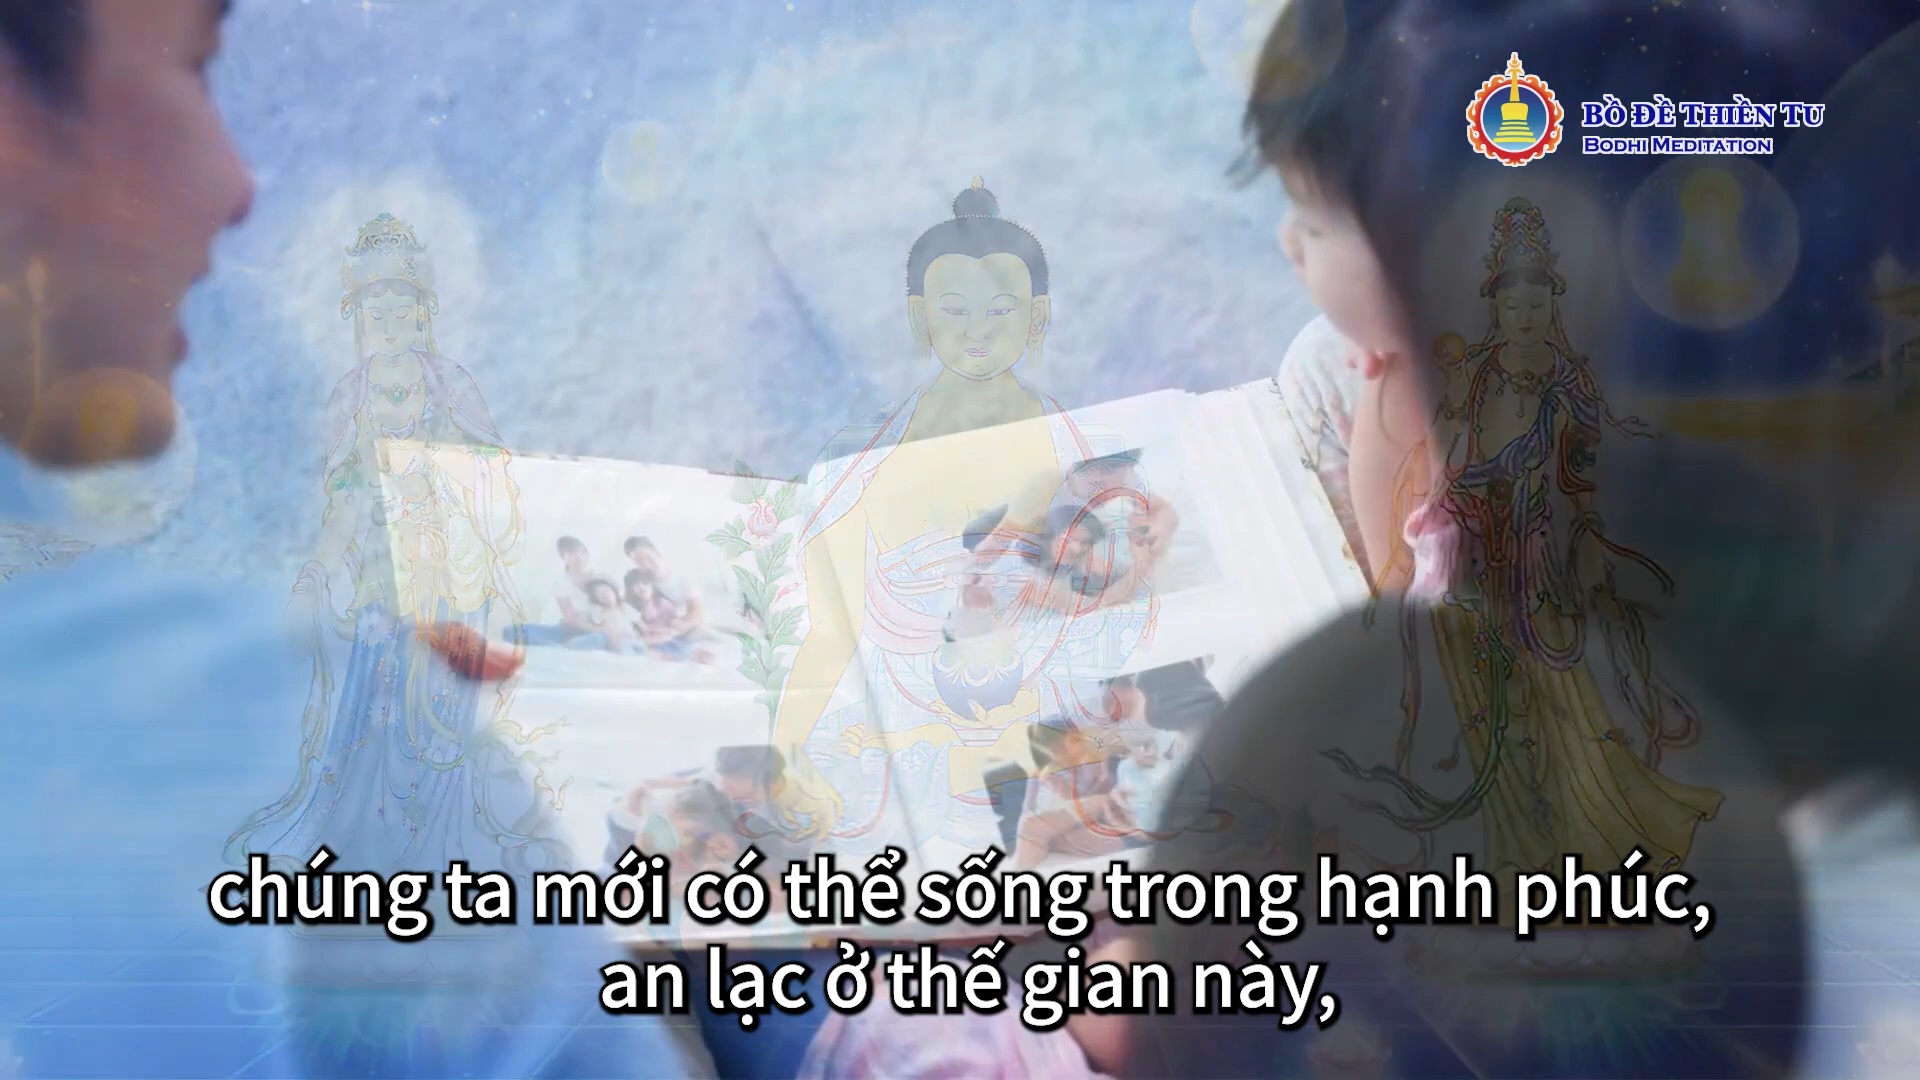 BỒ ĐỀ THIỀN TU
BODHI MEDITATION
chúng ta mới có thể sống trong hạnh phúc,
an lạc ở thế gian này,